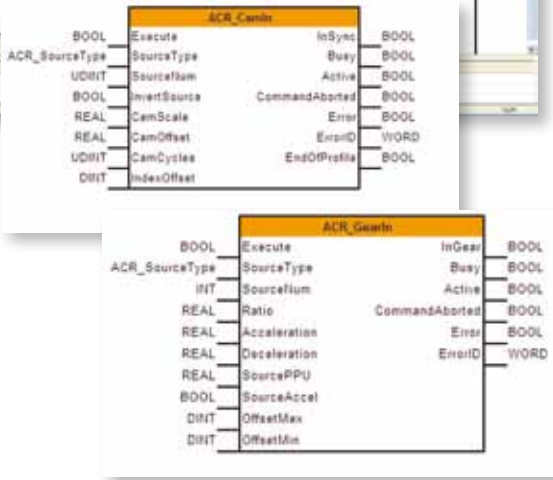 ACR_CamIn
BOOL Execute InSync BOOL
ACR_SourceType SourceType Busy BOOL
UDINT SourceNum Active BOOL
BOOL InvertSource CommandAborted BOOL
REAL CamScale Error BOOL
REAL CamOffset ErrorID WORD
UDINT CamCycles EndOfProfile BOOL
DINT IndexOffset
ACR_GearIn
BOOL Execute InGear BOOL
ACR_SourceType SourceType Busy BOOL
INT SourceNum Active BOOL
REAL Ratio CommandAborted BOOL
REAL Acceleration Error BOOL
REAL Deceleration ErrorID WORD
REAL SourcePPU
BOOL SourceAccel
DINT OffsetMax
DINT OffsetMin